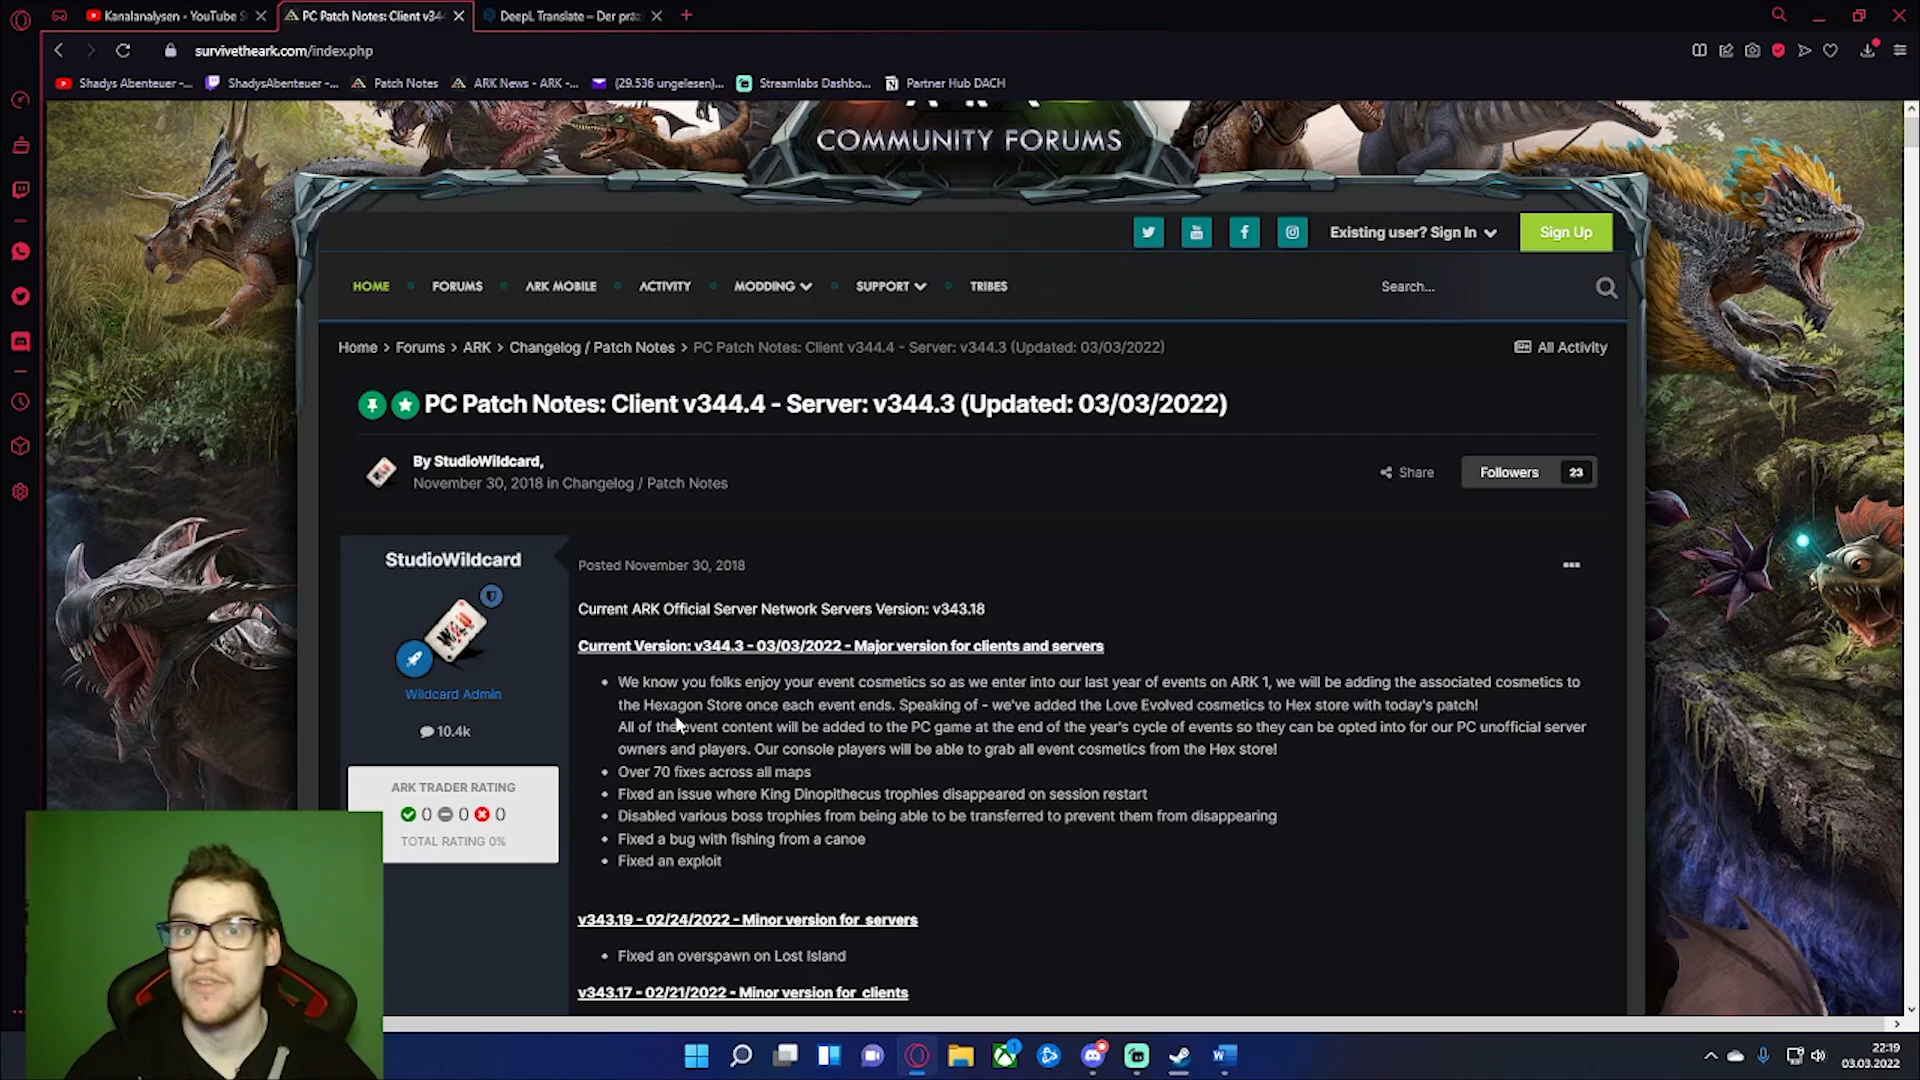 Kanalanalysen - YouTube S
PC Patch Notes: Client v344
DeepL Translate – Der präz
survivetheark.com/index.php
Shadys Abenteuer -...
ShadysAbenteuer -...
Patch Notes
ARK News - ARK -...
(29.536 ungelesen)...
Streamlabs Dashbo...
Partner Hub DACH
COMMUNITY FORUMS
Existing user? Sign In
Sign Up
HOME
FORUMS
ARK MOBILE
ACTIVITY
MODDING
SUPPORT
TRIBES
Search...
Home > Forums > ARK > Changelog / Patch Notes > PC Patch Notes: Client v344.4 - Server: v344.3 (Updated: 03/03/2022)
All Activity
PC Patch Notes: Client v344.4 - Server: v344.3 (Updated: 03/03/2022)
By StudioWildcard,
November 30, 2018 in Changelog / Patch Notes
Share
Followers 23
StudioWildcard
Wildcard Admin
10.4k
ARK TRADER RATING
0 0 0
TOTAL RATING 0%
Posted November 30, 2018
Current ARK Official Server Network Servers Version: v343.18
Current Version: v344.3 - 03/03/2022 - Major version for clients and servers
• We know you folks enjoy your event cosmetics so as we enter into our last year of events on ARK 1, we will be adding the associated cosmetics to
the Hexagon Store once each event ends. Speaking of - we've added the Love Evolved cosmetics to Hex store with today's patch!
All of the event content will be added to the PC game at the end of the year's cycle of events so they can be opted into for our PC unofficial server
owners and players. Our console players will be able to grab all event cosmetics from the Hex store!
• Over 70 fixes across all maps
• Fixed an issue where King Dinopithecus trophies disappeared on session restart
• Disabled various boss trophies from being able to be transferred to prevent them from disappearing
• Fixed a bug with fishing from a canoe
• Fixed an exploit
v343.19 - 02/24/2022 - Minor version for servers
• Fixed an overspawn on Lost Island
v343.17 - 02/21/2022 - Minor version for clients
22:19
03.03.2022